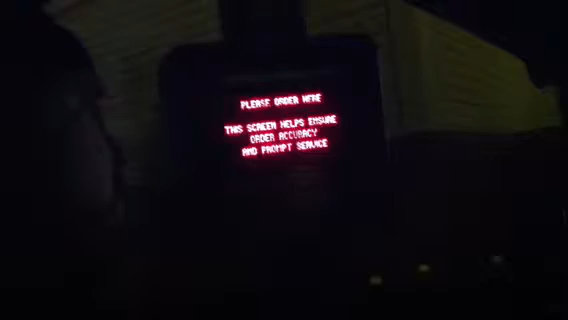 PLEASE ORDER HERE
THIS SCREEN HELPS ENSURE
ORDER ACCURACY
AND PROMPT SERVICE